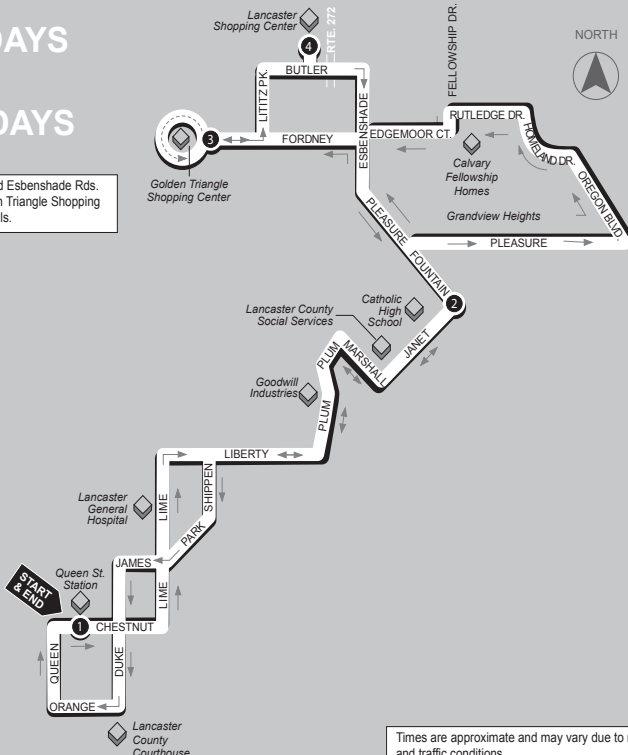 DAYS
DAYS
d Esbenshade Rds.
n Triangle Shopping
ls.
Lancaster
Shopping Center
4
RTE. 272
FELLOWSHIP DR.
NORTH
BUTLER
LITITZ PK.
ESBENSHADE
3
FORDNEY
EDGEMOOR CT.
RUTLEDGE DR.
HOMELAND DR.
OREGON BLVD.
Golden Triangle
Shopping Center
Calvary
Fellowship
Homes
Grandview Heights
PLEASURE
PLEASURE
FOUNTAIN
2
Lancaster County
Social Services
Catholic
High
School
JANET
MARSHALL
PLUM
Goodwill
Industries
PLUM
LIBERTY
SHIPPEN
Lancaster
General
Hospital
LIME
PARK
JAMES
LIME
Queen St.
Station
START
& END
1
CHESTNUT
QUEEN
DUKE
ORANGE
Lancaster
County
Courthouse
Times are approximate and may vary due to
and traffic conditions